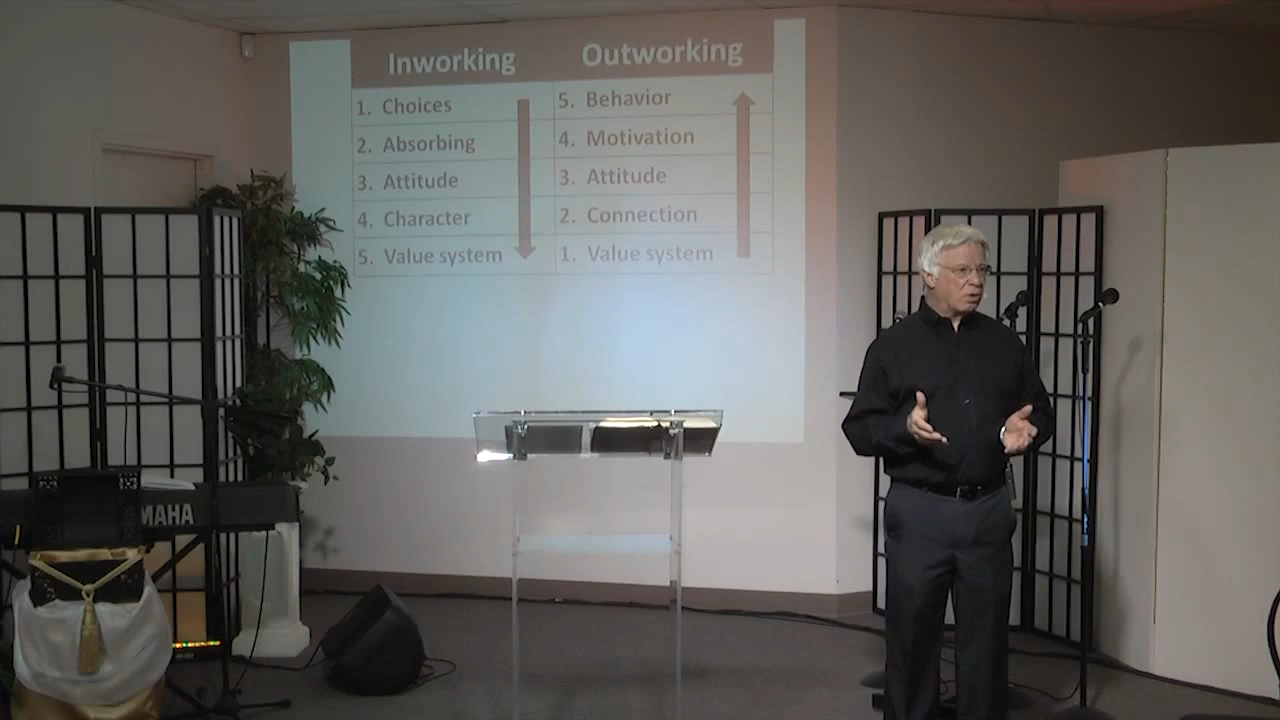 Inworking Outworking
1. Choices 5. Behavior
2. Absorbing 4. Motivation
3. Attitude 3. Attitude
4. Character 2. Connection
5. Value system 1. Value system
MAHA